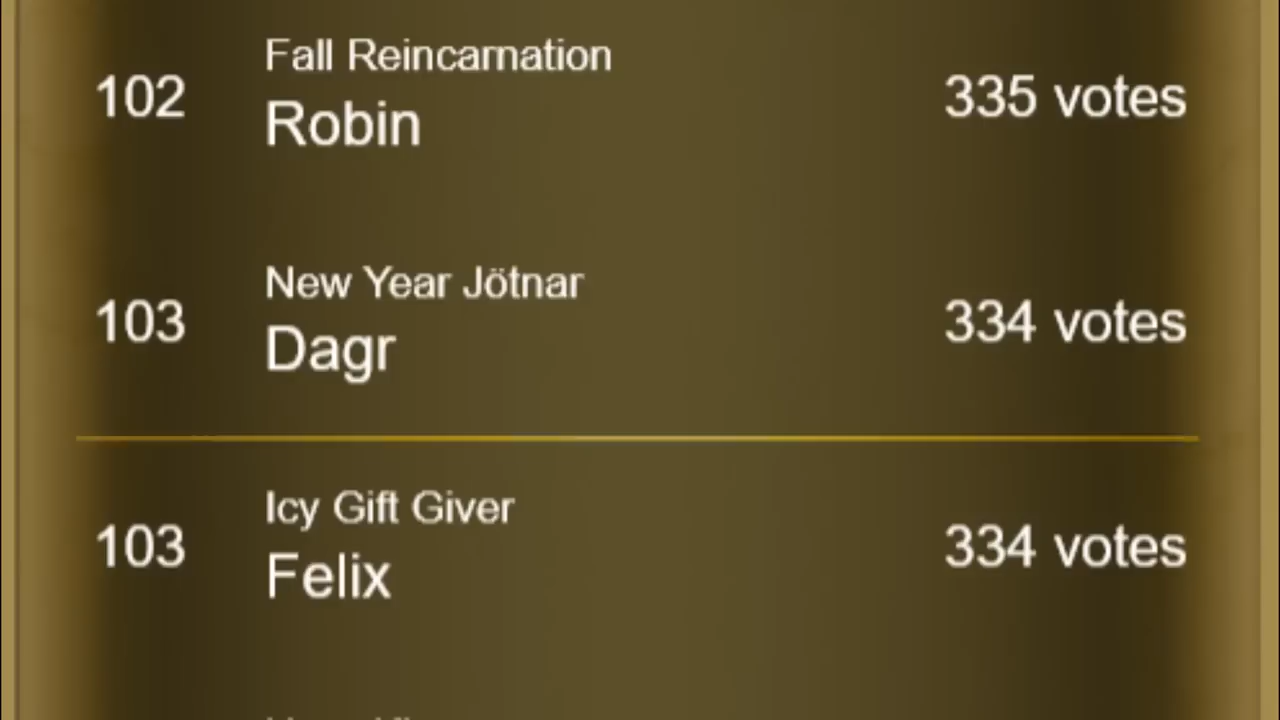 Fall Reincarnation
102
Robin
335 votes
New Year Jötnar
103
Dagr
334 votes
Icy Gift Giver
103
Felix
334 votes